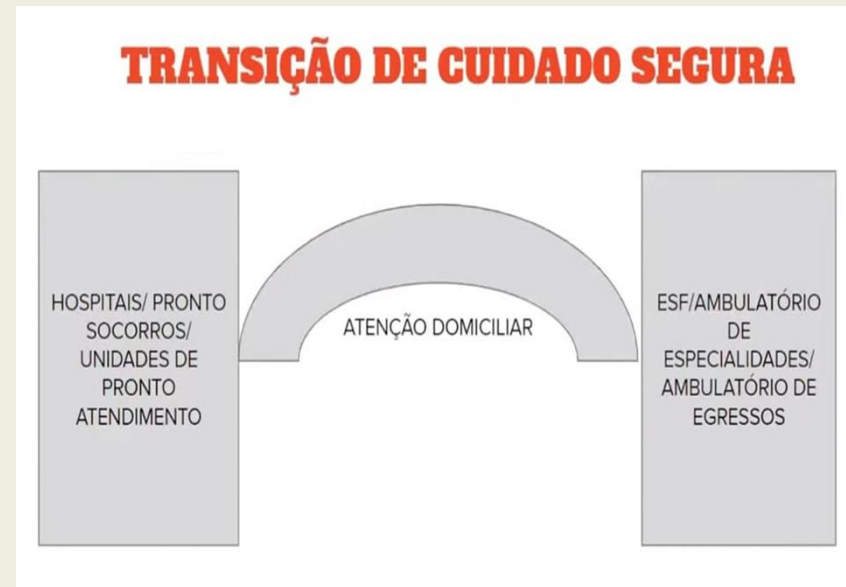 TRANSIÇÃO DE CUIDADO SEGURA
HOSPITAIS/ PRONTO
SOCORROS/
UNIDADES DE
PRONTO
ATENDIMENTO
ATENÇÃO DOMICILIAR
ESF/AMBULATÓRIO
DE
ESPECIALIDADES/
AMBULATÓRIO DE
EGRESSOS